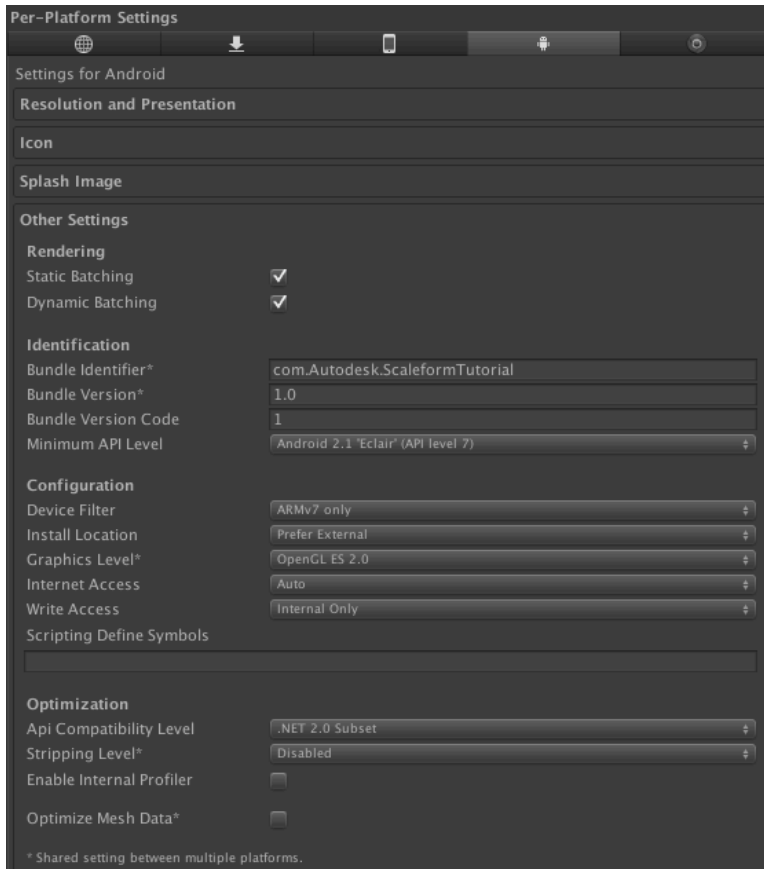 Per-Platform Settings
Settings for Android
Resolution and Presentation
Icon
Splash Image
Other Settings
Rendering
Static Batching
Dynamic Batching
Identification
Bundle Identifier* com.Autodesk.ScaleformTutorial
Bundle Version* 1.0
Bundle Version Code 1
Minimum API Level Android 2.1 'Eclair' (API level 7)
Configuration
Device Filter ARMv7 only
Install Location Prefer External
Graphics Level* OpenGL ES 2.0
Internet Access Auto
Write Access Internal Only
Scripting Define Symbols
Optimization
Api Compatibility Level .NET 2.0 Subset
Stripping Level* Disabled
Enable Internal Profiler
Optimize Mesh Data*
* Shared setting between multiple platforms.